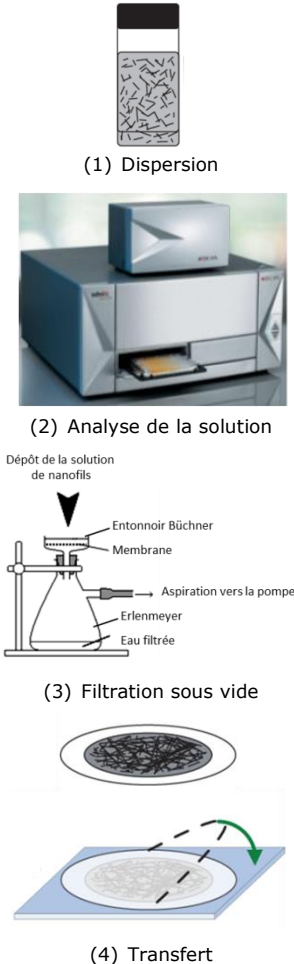 (1) Dispersion
(2) Analyse de la solution
Dépôt de la solution
de nanofils
Entonnoir Büchner
Membrane
Aspiration vers la pompe
Erlenmeyer
Eau filtrée
(3) Filtration sous vide
(4) Transfert